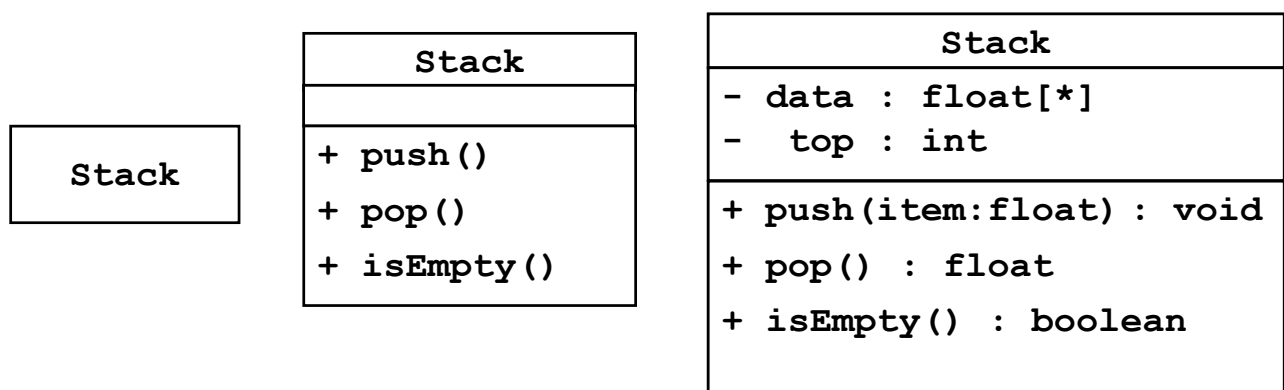 Stack
Stack
+ push()
+ pop()
+ isEmpty()
Stack
- data : float[*]
- top : int
+ push(item:float) : void
+ pop() : float
+ isEmpty() : boolean